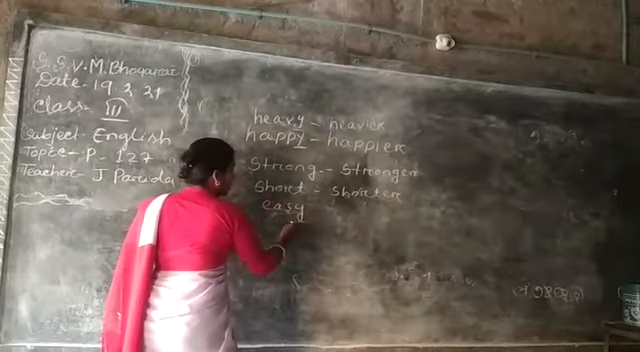 S.S.V.M. Bhogarai
Date - 19 2 21
Class - III
Subject - English
Topic - P - 127
Teacher - J Parida
heavy - heavier
happy - happier
Strong - Stronger
Short - Shorter
easy